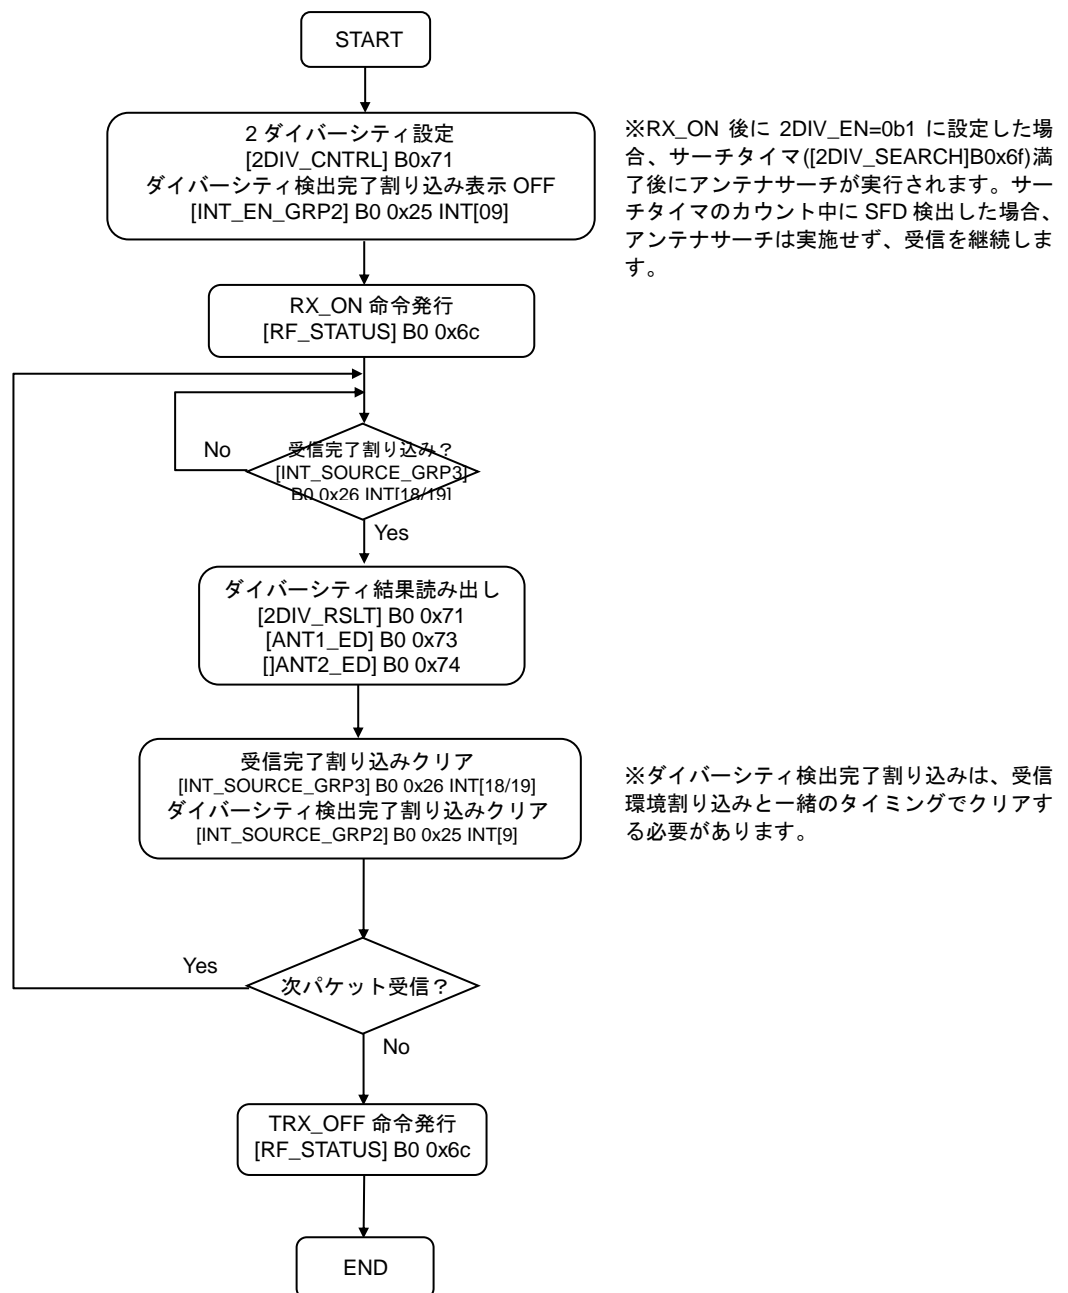 START
2 ダイバーシティ設定
[2DIV_CNTRL] B0x71
ダイバーシティ検出完了割り込み表示 OFF
[INT_EN_GRP2] B0 0x25 INT[09]
※RX_ON 後に 2DIV_EN=0b1 に設定した場
合、サーチタイマ([2DIV_SEARCH]B0x6f)満
了後にアンテナサーチが実行されます。サー
チタイマのカウント中に SFD 検出した場合、
アンテナサーチは実施せず、受信を継続しま
す。
RX_ON 命令発行
[RF_STATUS] B0 0x6c
No
受信完了割り込み?
[INT_SOURCE_GRP3]
B0 0x26 INT[18/19]
Yes
ダイバーシティ結果読み出し
[2DIV_RSLT] B0 0x71
[ANT1_ED] B0 0x73
[]ANT2_ED] B0 0x74
受信完了割り込みクリア
[INT_SOURCE_GRP3] B0 0x26 INT[18/19]
ダイバーシティ検出完了割り込みクリア
[INT_SOURCE_GRP2] B0 0x25 INT[9]
※ダイバーシティ検出完了割り込みは、受信
環境割り込みと一緒のタイミングでクリアす
る必要があります。
Yes
次パケット受信?
No
TRX_OFF 命令発行
[RF_STATUS] B0 0x6c
END